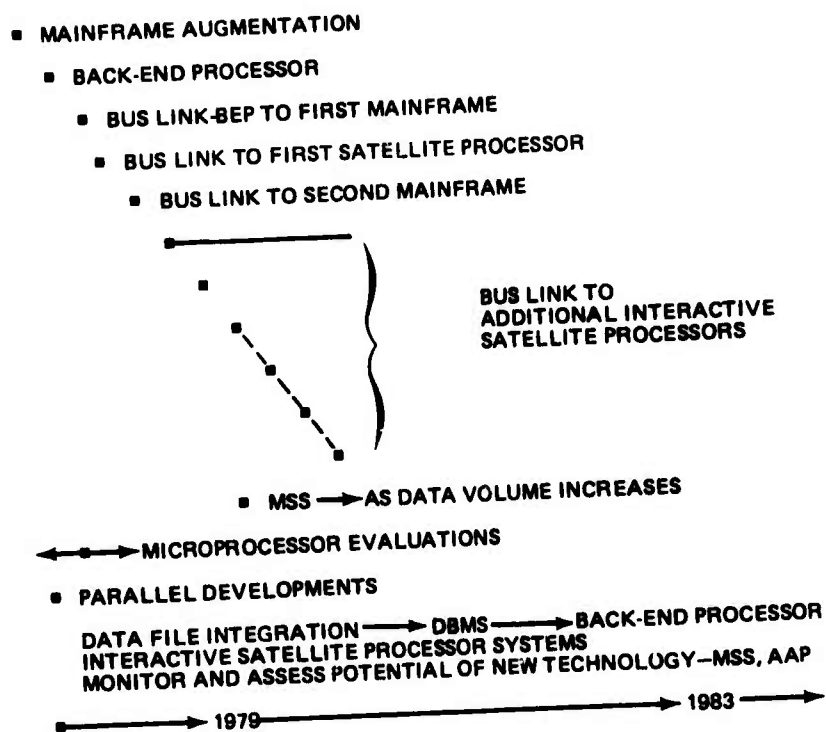 MAINFRAME AUGMENTATION
BACK-END PROCESSOR
BUS LINK-BEP TO FIRST MAINFRAME
BUS LINK TO FIRST SATELLITE PROCESSOR
BUS LINK TO SECOND MAINFRAME
BUS LINK TO
ADDITIONAL INTERACTIVE
SATELLITE PROCESSORS
MSS → AS DATA VOLUME INCREASES
MICROPROCESSOR EVALUATIONS
PARALLEL DEVELOPMENTS
DATA FILE INTEGRATION → DBMS → BACK-END PROCESSOR
INTERACTIVE SATELLITE PROCESSOR SYSTEMS
MONITOR AND ASSESS POTENTIAL OF NEW TECHNOLOGY—MSS, AAP
1979 → 1983